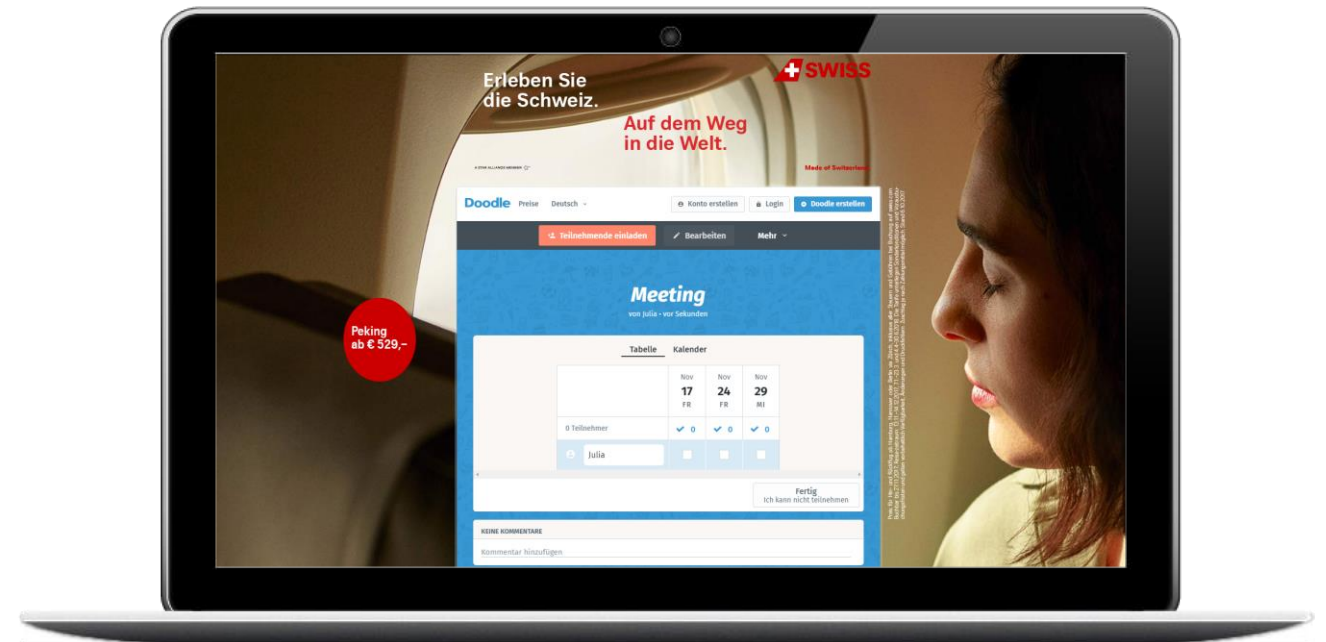 Erleben Sie
die Schweiz.
SWISS
Auf dem Weg
in die Welt.
A STAR ALLIANCE MEMBER
Made of Switzerland
Doodle Preise Deutsch
Konto erstellen Login Doodle erstellen
Teilnehmende einladen Bearbeiten Mehr
Meeting
von Julia • vor Sekunden
Peking
ab € 529,–
Tabelle Kalender
Nov Nov Nov
17 24 29
FR FR MI
0 Teilnehmer 0 0 0
Julia
Fertig
Ich kann nicht teilnehmen
KEINE KOMMENTARE
Kommentar hinzufügen